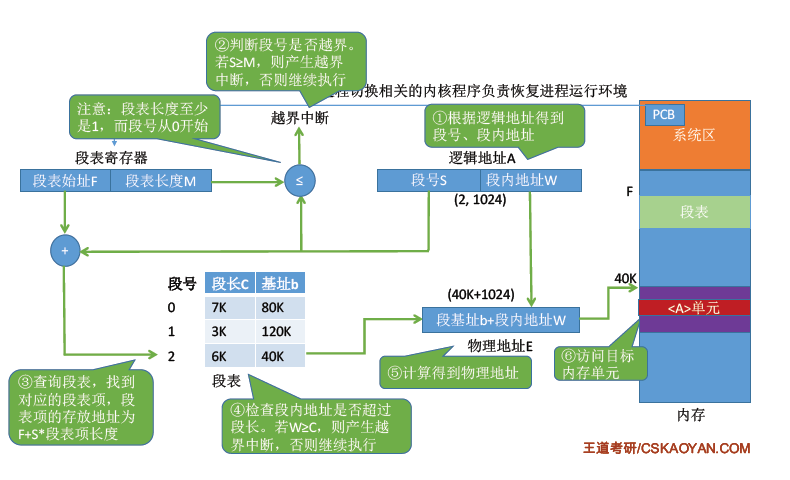 ②判断段号是否越界。
若S≥M，则产生越界
中断，否则继续执行
程切换相关的内核程序负责恢复进程运行环境
注意：段表长度至少
是1，而段号从0开始
越界中断
①根据逻辑地址得到
段号、段内地址
PCB
系统区
段表寄存器
逻辑地址A
段表始址F
段表长度M
≤
段号S
段内地址W
(2, 1024)
F
段表
+
段号
段长C
基址b
0
7K
80K
1
3K
120K
2
6K
40K
段表
(40K+1024)
段基址b+段内地址W
物理地址E
40K
<A>单元
③查询段表，找到
对应的段表项，段
表项的存放地址为
F+S*段表项长度
④检查段内地址是否超过
段长。若W≥C，则产生越
界中断，否则继续执行
⑤计算得到物理地址
⑥访问目标
内存单元
内存
王道考研/CSKAOYAN.COM